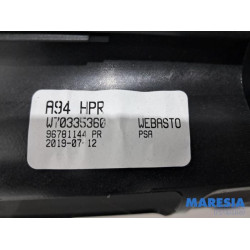 A94 HPR
W70335360 WEBASTO
96781144 PR PSA
2019-07 12
MARESIA